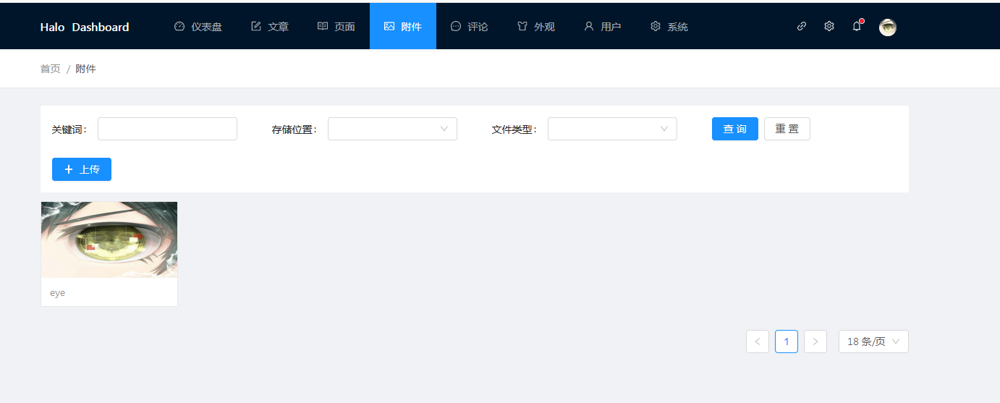 Halo Dashboard 仪表盘 文章 页面 附件 评论 外观 用户 系统
首页 / 附件
关键词： 存储位置： 文件类型： 查 询 重 置
+ 上传
eye
< 1 > 18 条/页